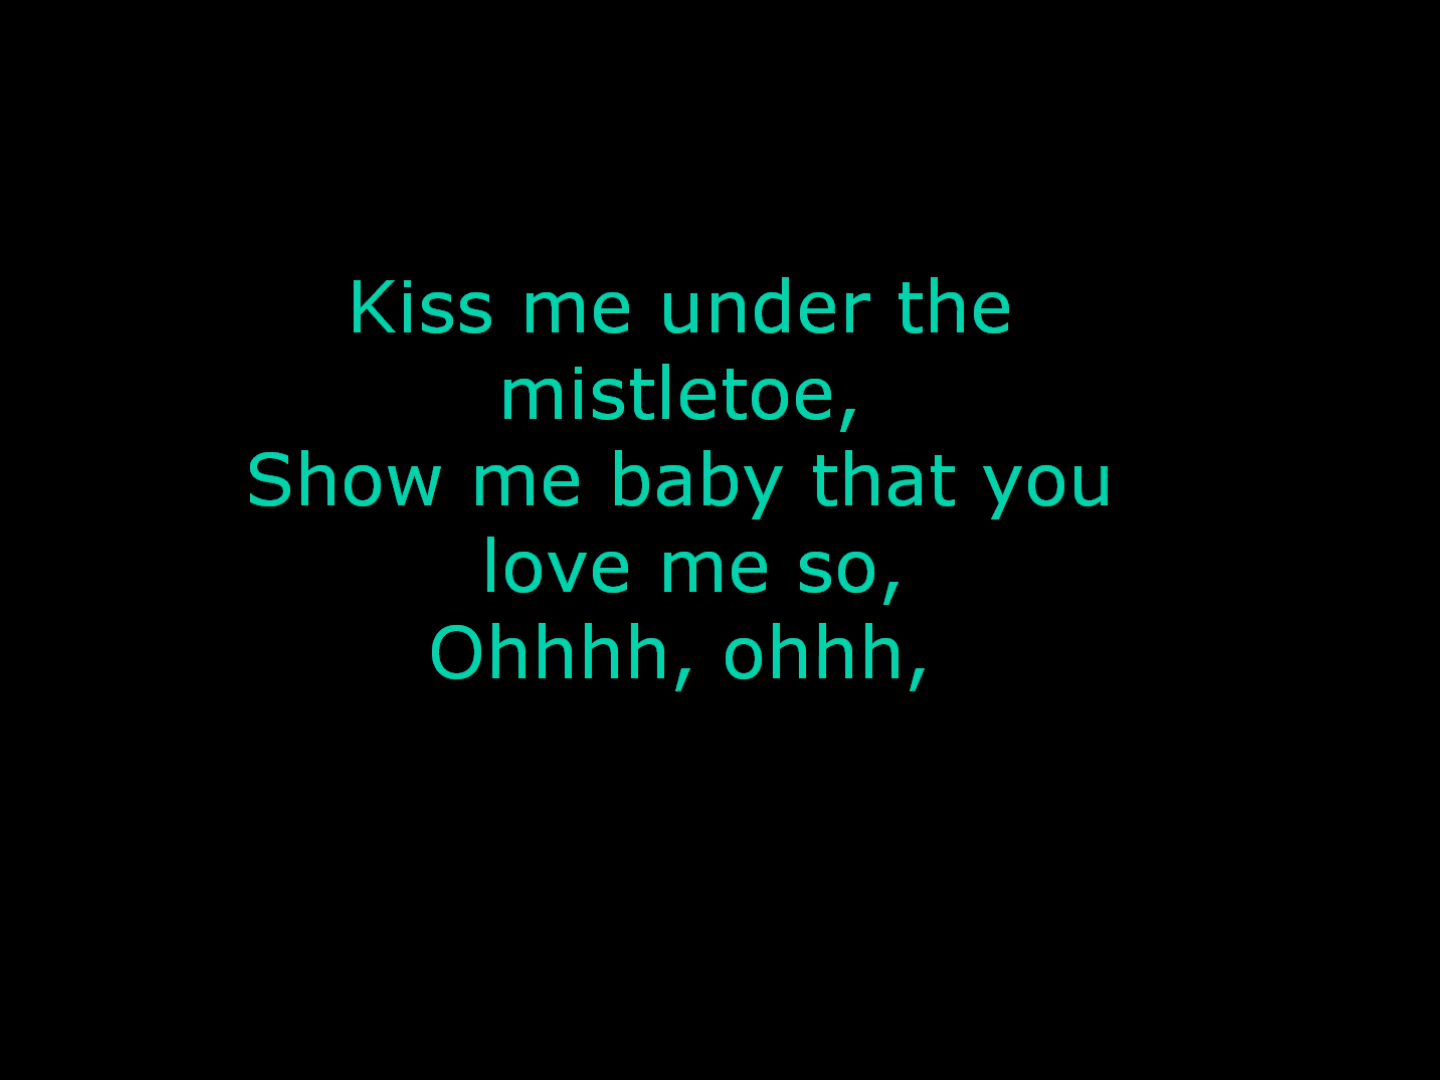 Kiss me under the
mistletoe,
Show me baby that you
love me so,
Ohhhh, ohhh,